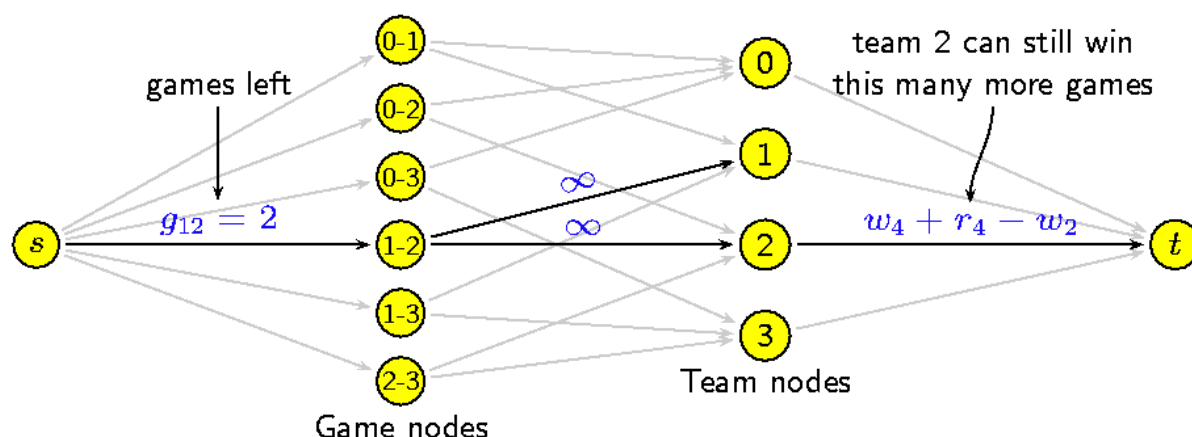 games left
team 2 can still win
this many more games
s
g₁₂ = 2
0-1
0-2
0-3
1-2
1-3
2-3
Game nodes
∞
∞
0
1
2
3
Team nodes
w₄ + r₄ − w₂
t